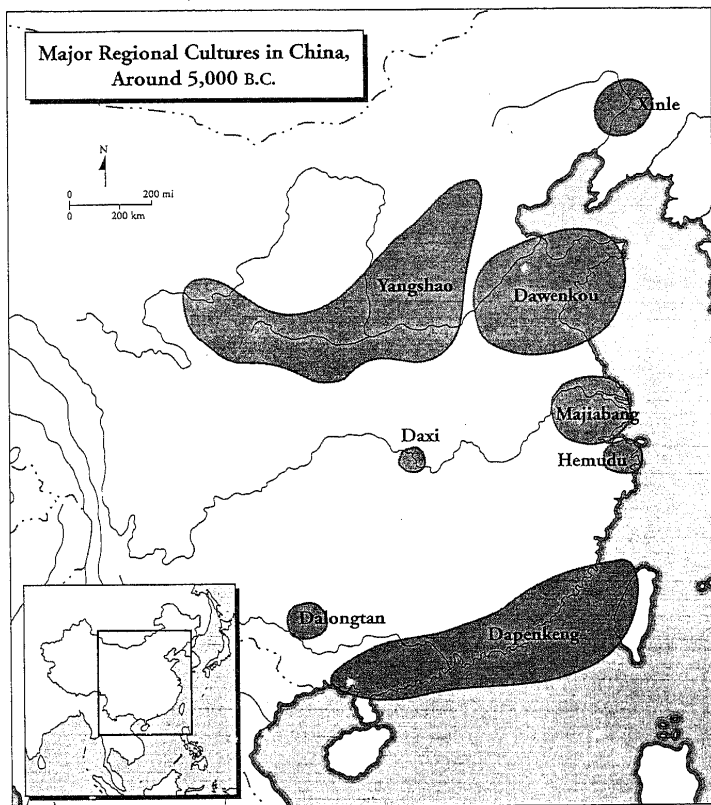 Major Regional Cultures in China,
Around 5,000 B.C.
Xinle
N
0 200 mi
0 200 km
Yangshao
Dawenkou
Majiabang
Daxi
Hemudu
Dalongtan
Dapenkeng